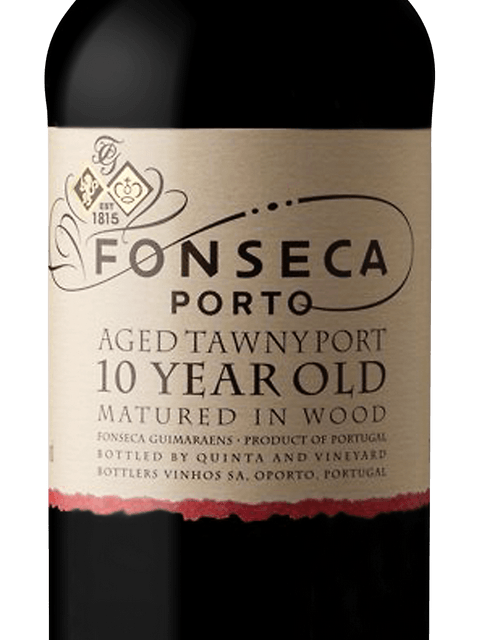 EST
1815
FONSECA
PORTO
AGED TAWNY PORT
10 YEAR OLD
MATURED IN WOOD
FONSECA GUIMARAENS · PRODUCT OF PORTUGAL
BOTTLED BY QUINTA AND VINEYARD
BOTTLERS VINHOS SA, OPORTO, PORTUGAL